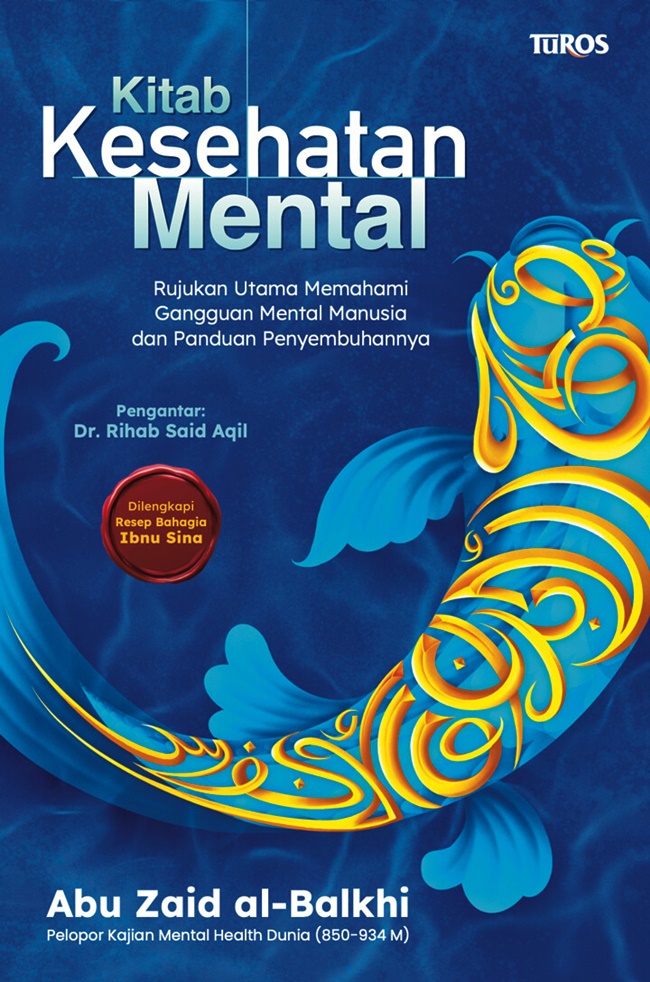 TUROS
Kitab
Kesehatan
Mental
Rujukan Utama Memahami
Gangguan Mental Manusia
dan Panduan Penyembuhannya
Pengantar:
Dr. Rihab Said Aqil
Dilengkapi
Resep Bahagia
Ibnu Sina
Abu Zaid al-Balkhi
Pelopor Kajian Mental Health Dunia (850-934 M)